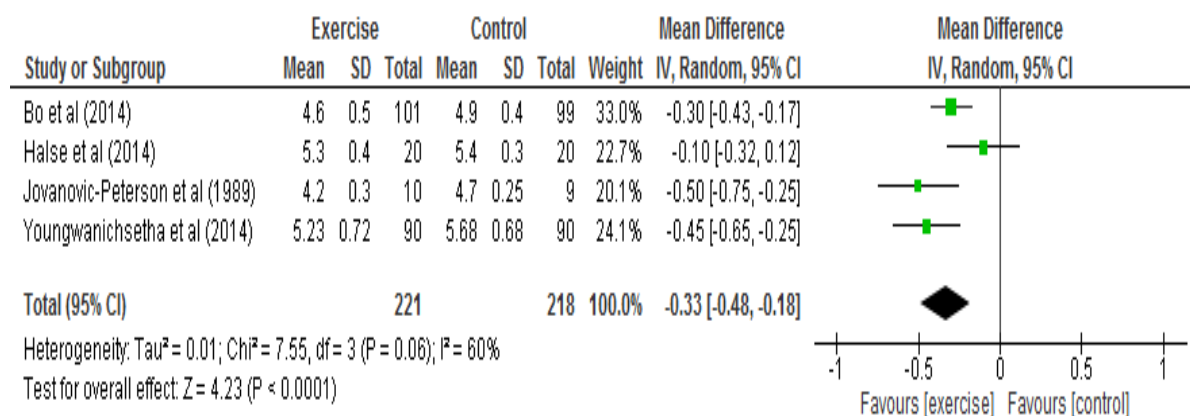 Exercise Control Mean Difference Mean Difference
Study or Subgroup Mean SD Total Mean SD Total Weight IV, Random, 95% CI IV, Random, 95% CI
Bo et al (2014) 4.6 0.5 101 4.9 0.4 99 33.0% -0.30 [-0.43, -0.17]
Halse et al (2014) 5.3 0.4 20 5.4 0.3 20 22.7% -0.10 [-0.32, 0.12]
Jovanovic-Peterson et al (1989) 4.2 0.3 10 4.7 0.25 9 20.1% -0.50 [-0.75, -0.25]
Youngwanichsetha et al (2014) 5.23 0.72 90 5.68 0.68 90 24.1% -0.45 [-0.65, -0.25]
Total (95% CI) 221 218 100.0% -0.33 [-0.48, -0.18]
Heterogeneity: Tau² = 0.01; Chi² = 7.55, df = 3 (P = 0.06); I² = 60%
Test for overall effect: Z = 4.23 (P < 0.0001)
-1 -0.5 0 0.5 1
Favours [exercise] Favours [control]